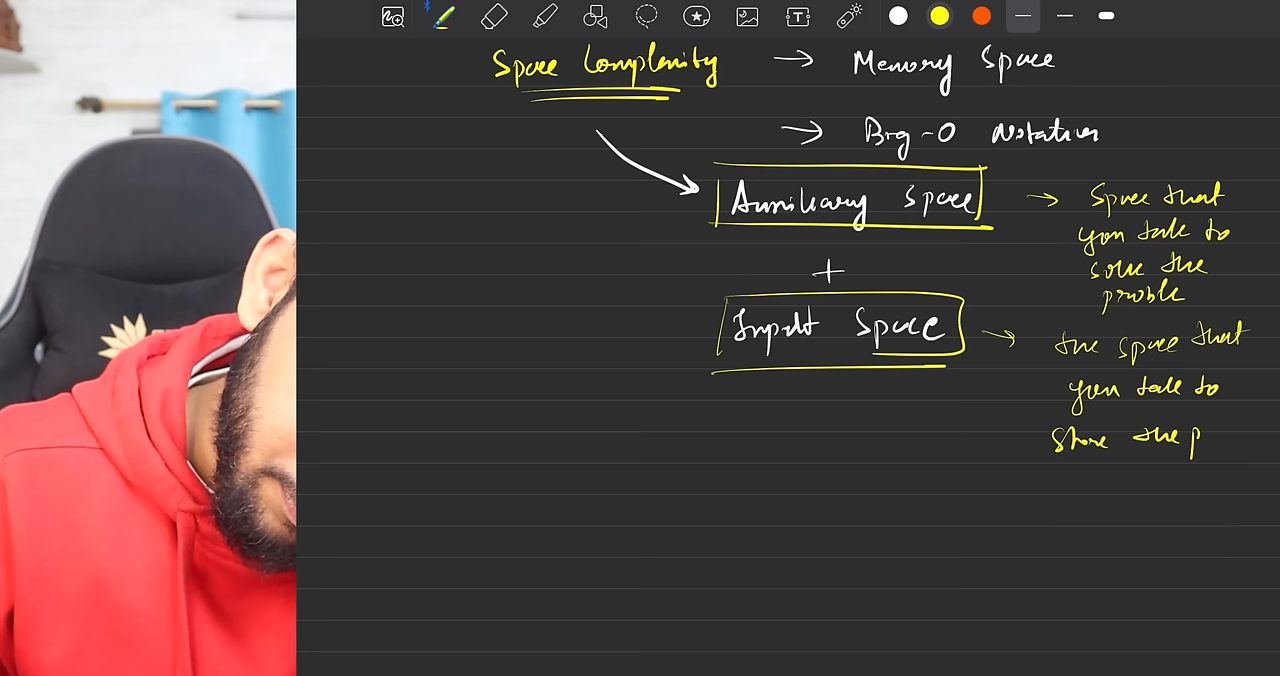 Space Complexity → Memory Space
→ Big-O Notation
Auxiliary Space → Space that
you take to
solve the
proble
+
Input Space → the space that
you take to
store the p